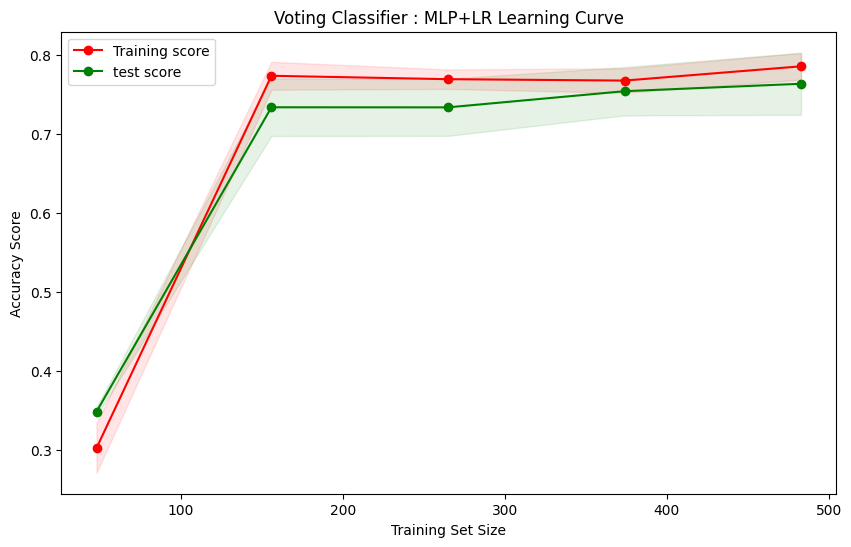 Voting Classifier : MLP+LR Learning Curve
Training score
test score
0.8
0.7
0.6
0.5
0.4
0.3
Accuracy Score
100
200
300
400
500
Training Set Size